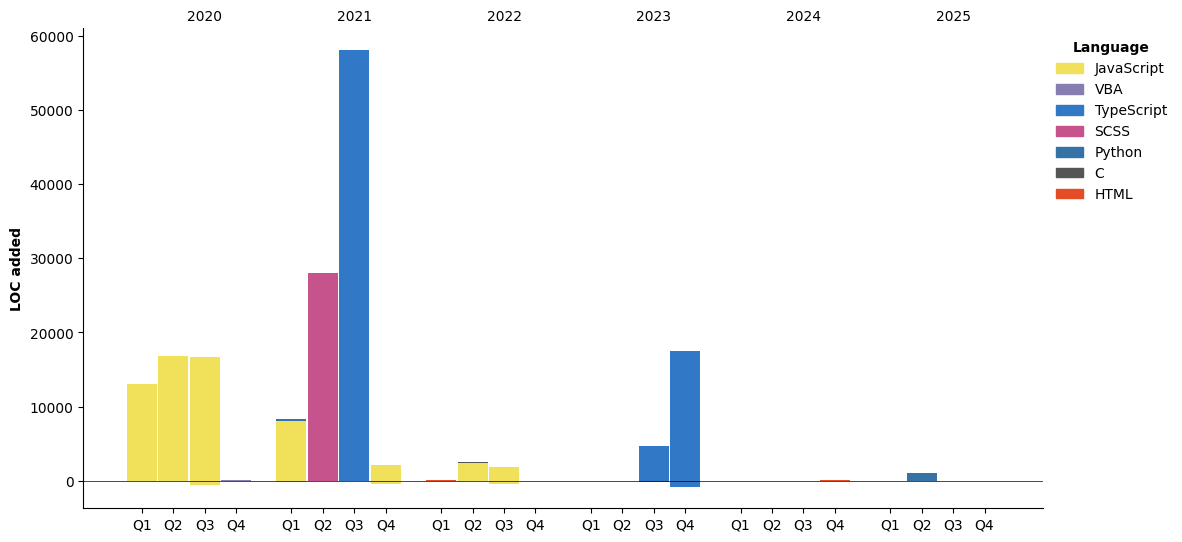 2020 2021 2022 2023 2024 2025
60000
50000
40000
30000
20000
10000
0
LOC added
Q1 Q2 Q3 Q4 Q1 Q2 Q3 Q4 Q1 Q2 Q3 Q4 Q1 Q2 Q3 Q4 Q1 Q2 Q3 Q4 Q1 Q2 Q3 Q4
Language
JavaScript
VBA
TypeScript
SCSS
Python
C
HTML